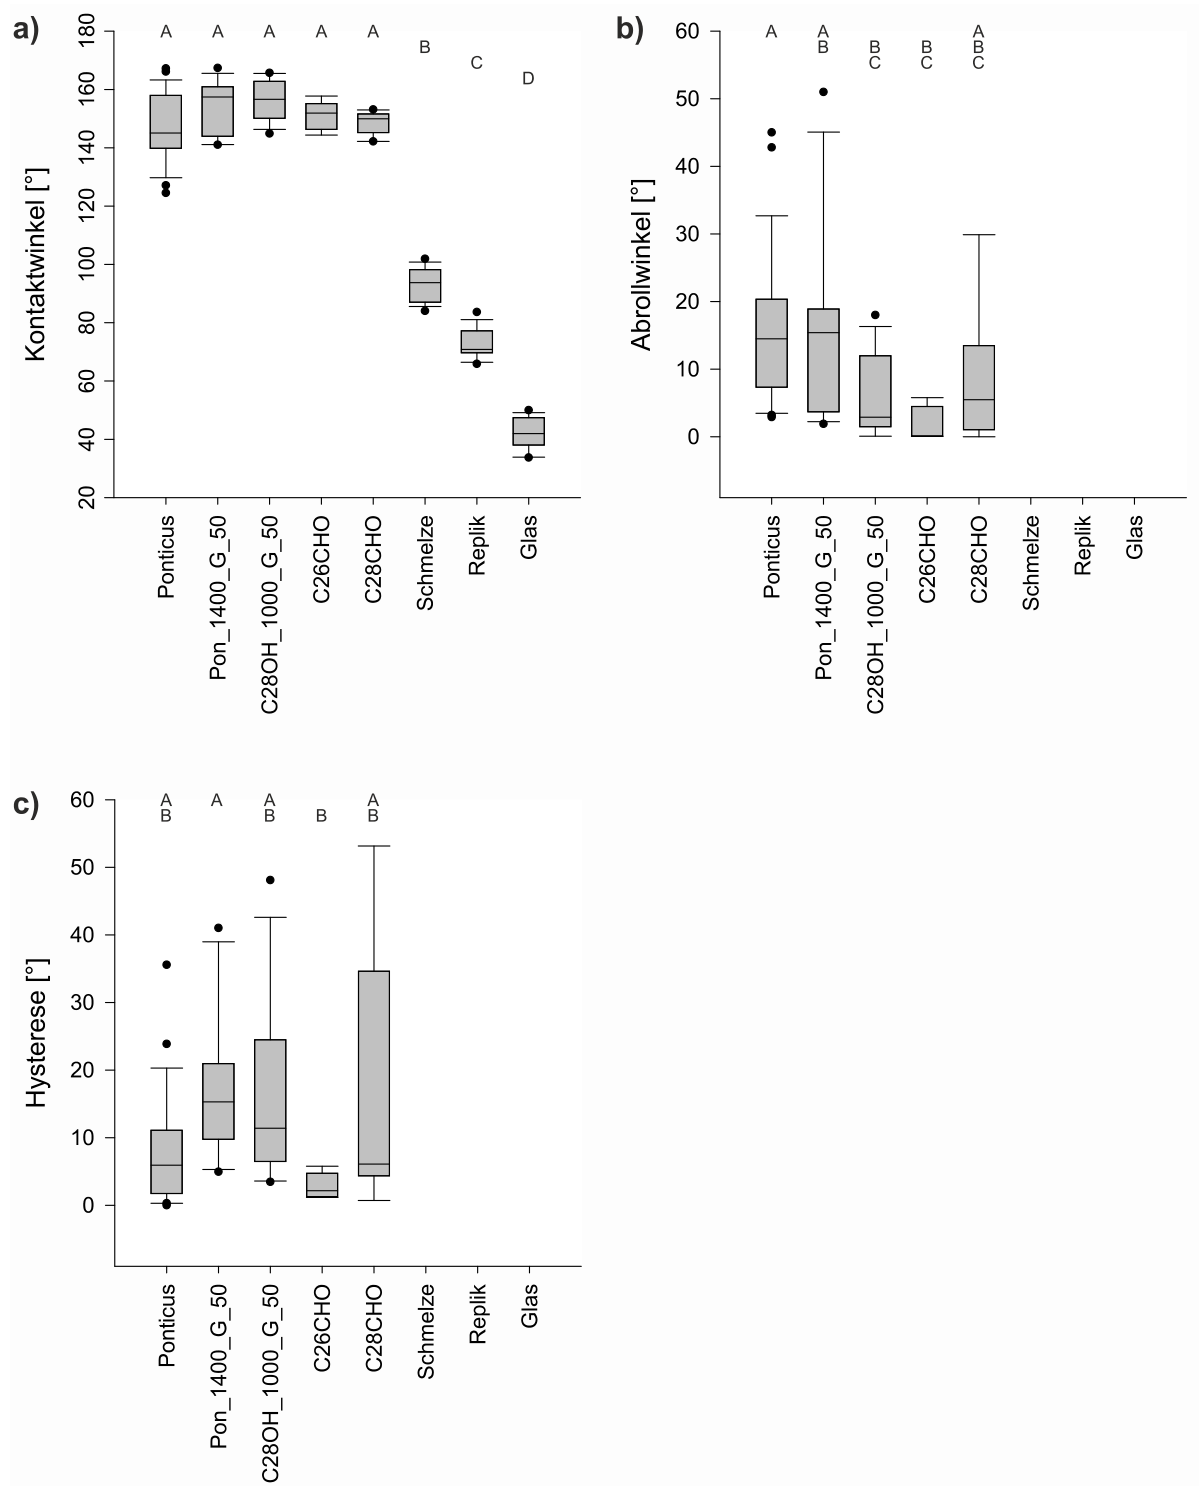 a)
Kontaktwinkel [°]
180
160
140
120
100
80
60
40
20
A A A A A
B
C
D
Ponticus
Pon_1400_G_50
C28OH_1000_G_50
C26CHO
C28CHO
Schmelze
Replik
Glas
b)
Abrollwinkel [°]
60
50
40
30
20
10
0
A A A
B B B B
C C C
Ponticus
Pon_1400_G_50
C28OH_1000_G_50
C26CHO
C28CHO
Schmelze
Replik
Glas
c)
Hysterese [°]
60
50
40
30
20
10
0
A A A A
B B B B
Ponticus
Pon_1400_G_50
C28OH_1000_G_50
C26CHO
C28CHO
Schmelze
Replik
Glas